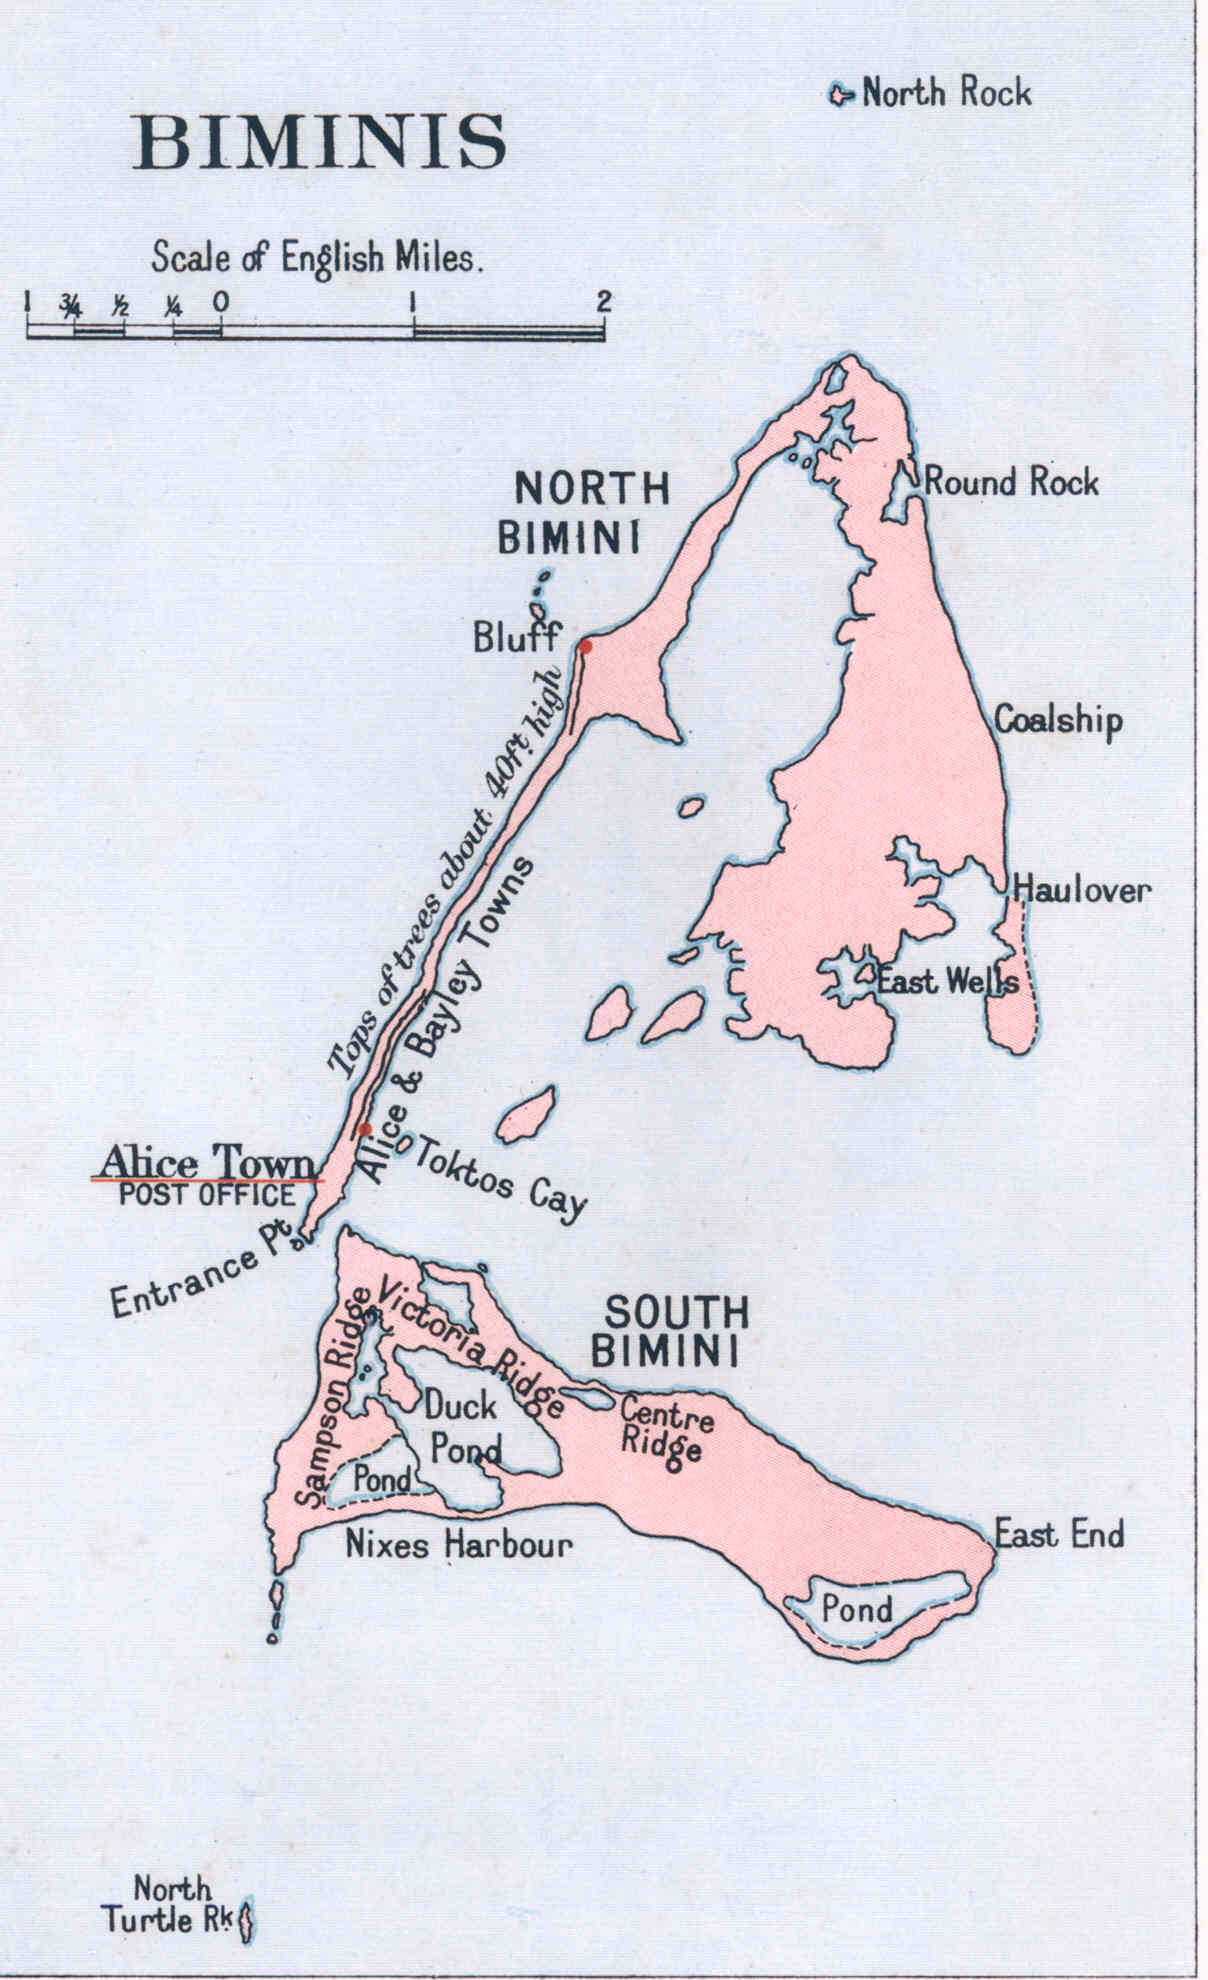 North Rock
BIMINIS
Scale of English Miles.
1 ¾ ½ ¼ 0 1 2
NORTH
BIMINI
Round Rock
Bluff
Coalship
Tops of trees about 40ft. high
Alice & Bayley Towns
Haulover
East Wells
Toktos Cay
Alice Town
POST OFFICE
Entrance Pt.
SOUTH
BIMINI
Victoria Ridge
Sampson Ridge
Duck
Pond
Centre
Ridge
Pond
Nixes Harbour
East End
Pond
North
Turtle Rk.